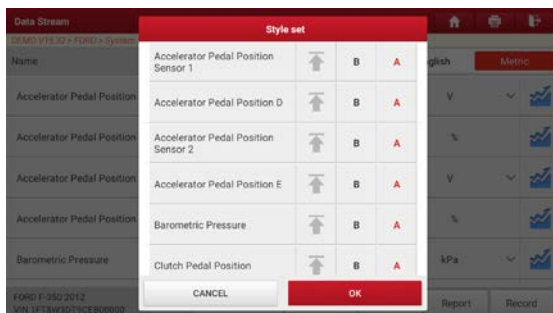 Data Stream
Style set
DEMO V15.32 > FORD > System
Name
glish
Metric
Accelerator Pedal Position
Sensor 1
B
A
Accelerator Pedal Position
V
Accelerator Pedal Position D
B
A
Accelerator Pedal Position
%
Accelerator Pedal Position
Sensor 2
B
A
Accelerator Pedal Position
V
Accelerator Pedal Position E
B
A
Accelerator Pedal Position
%
Barometric Pressure
B
A
Barometric Pressure
kPa
Clutch Pedal Position
B
A
CANCEL
OK
FORD F-350 2012
Report
Record